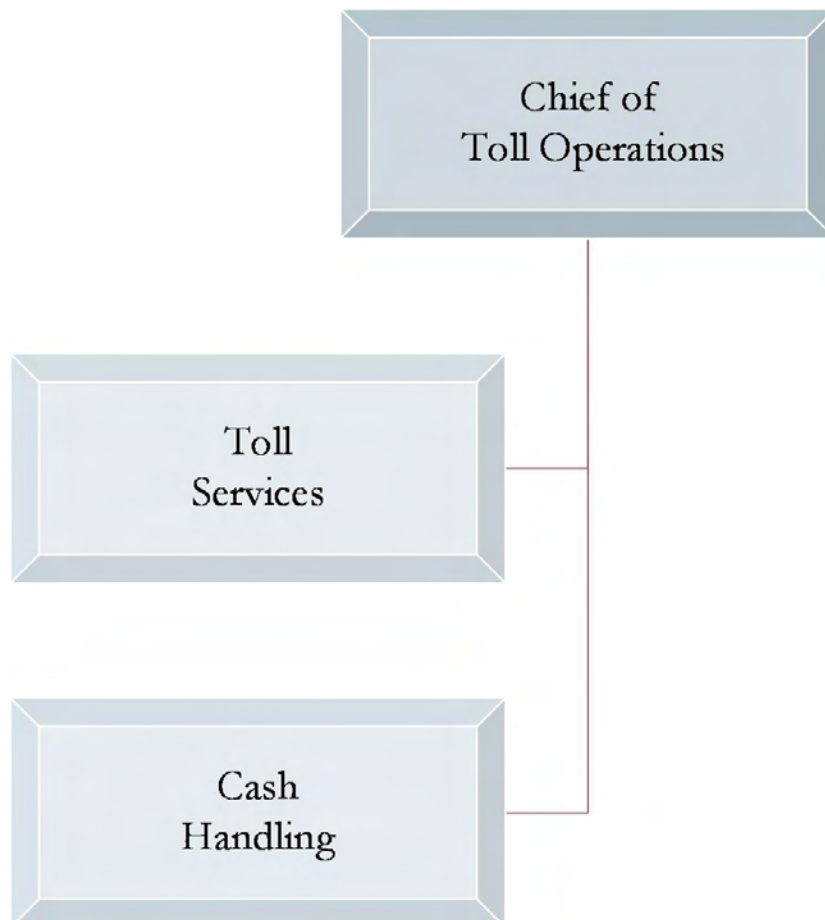 Chief of
Toll Operations
Toll
Services
Cash
Handling